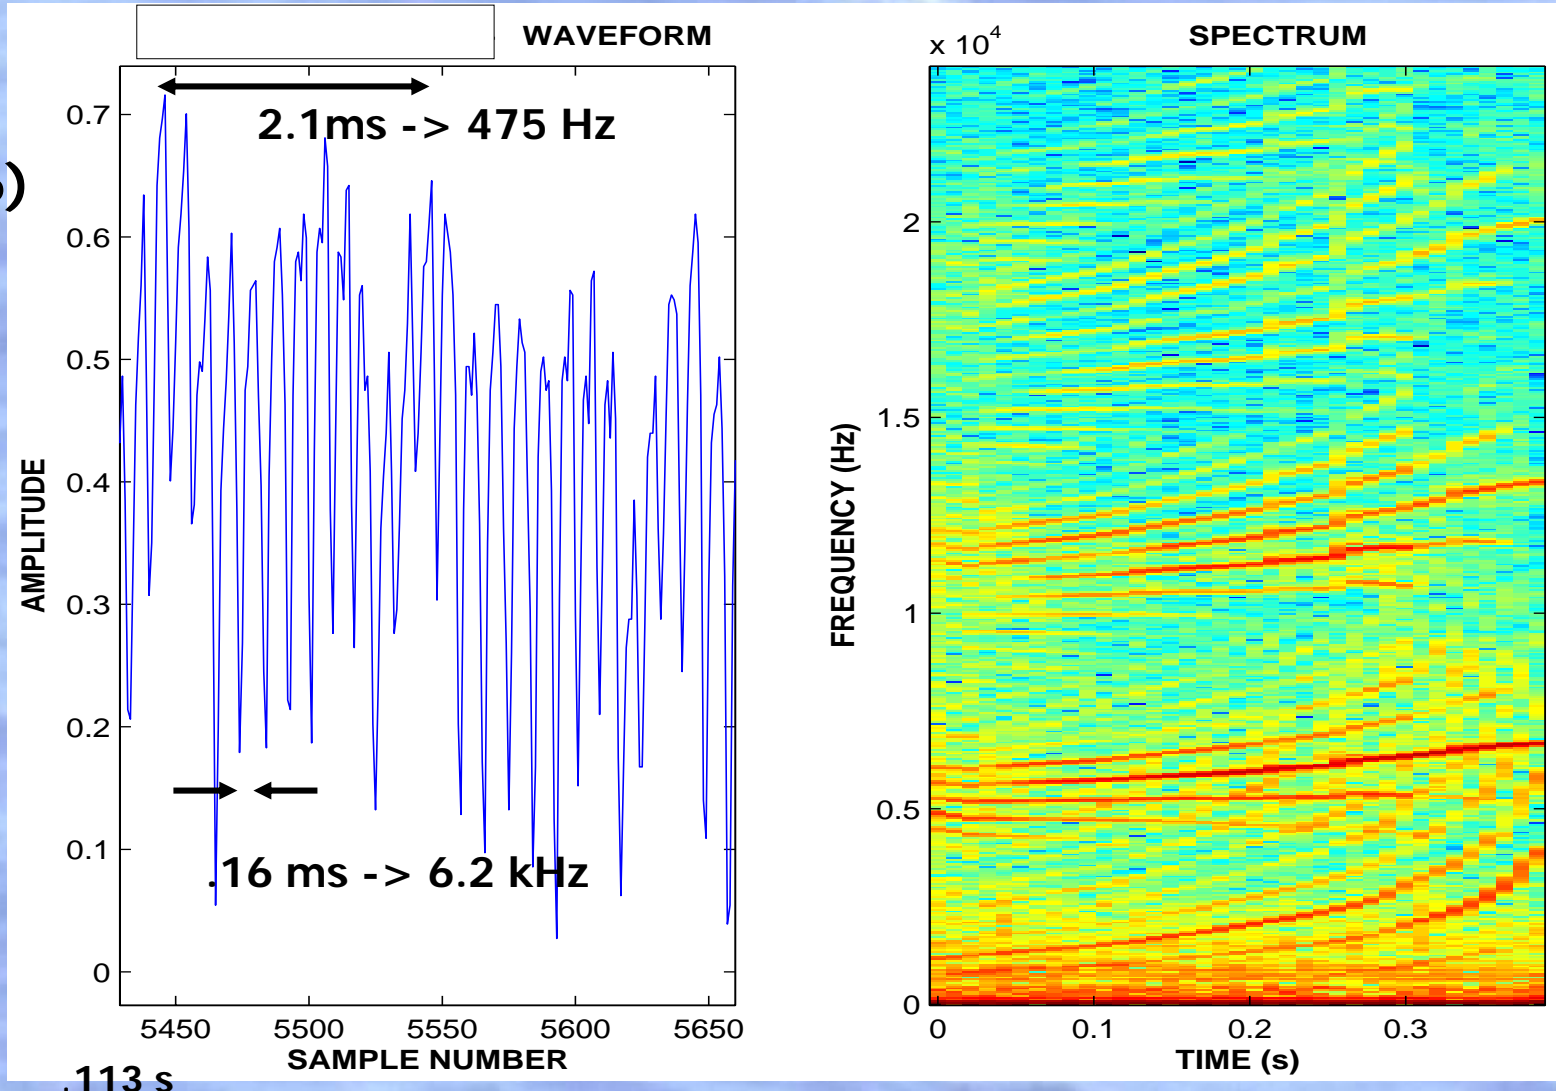 WAVEFORM
2.1ms -> 475 Hz
)
0.7
0.6
0.5
0.4
0.3
0.2
0.1
0
AMPLITUDE
.16 ms -> 6.2 kHz
5450 5500 5550 5600 5650
SAMPLE NUMBER
.113 s
x 10⁴
SPECTRUM
2
1.5
1
0.5
0
FREQUENCY (Hz)
0 0.1 0.2 0.3
TIME (s)